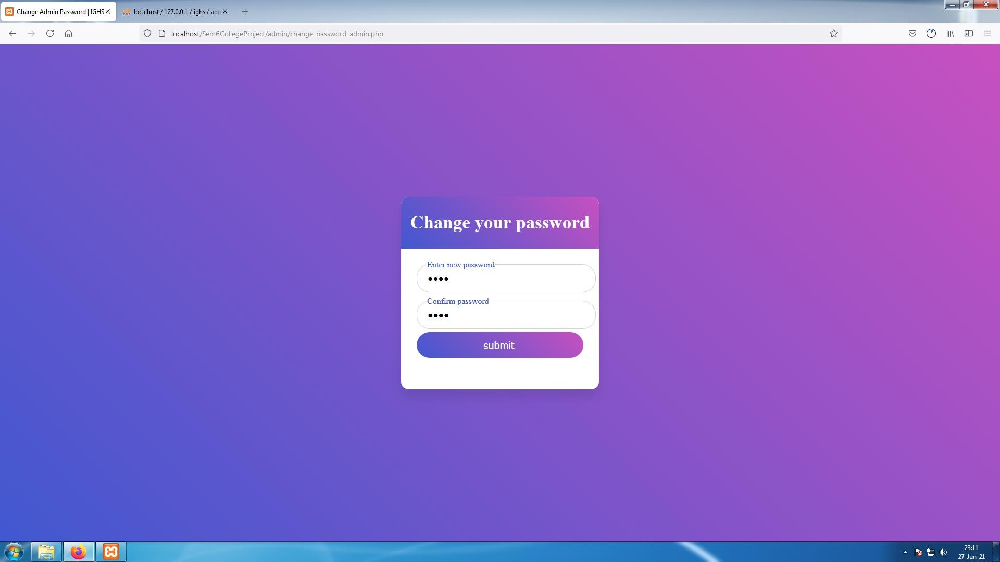 Change Admin Password | IGHS
localhost / 127.0.0.1 / ighs / adn
localhost/Sem6CollegeProject/admin/change_password_admin.php
Change your password
Enter new password
Confirm password
submit
23:11
27-Jun-21